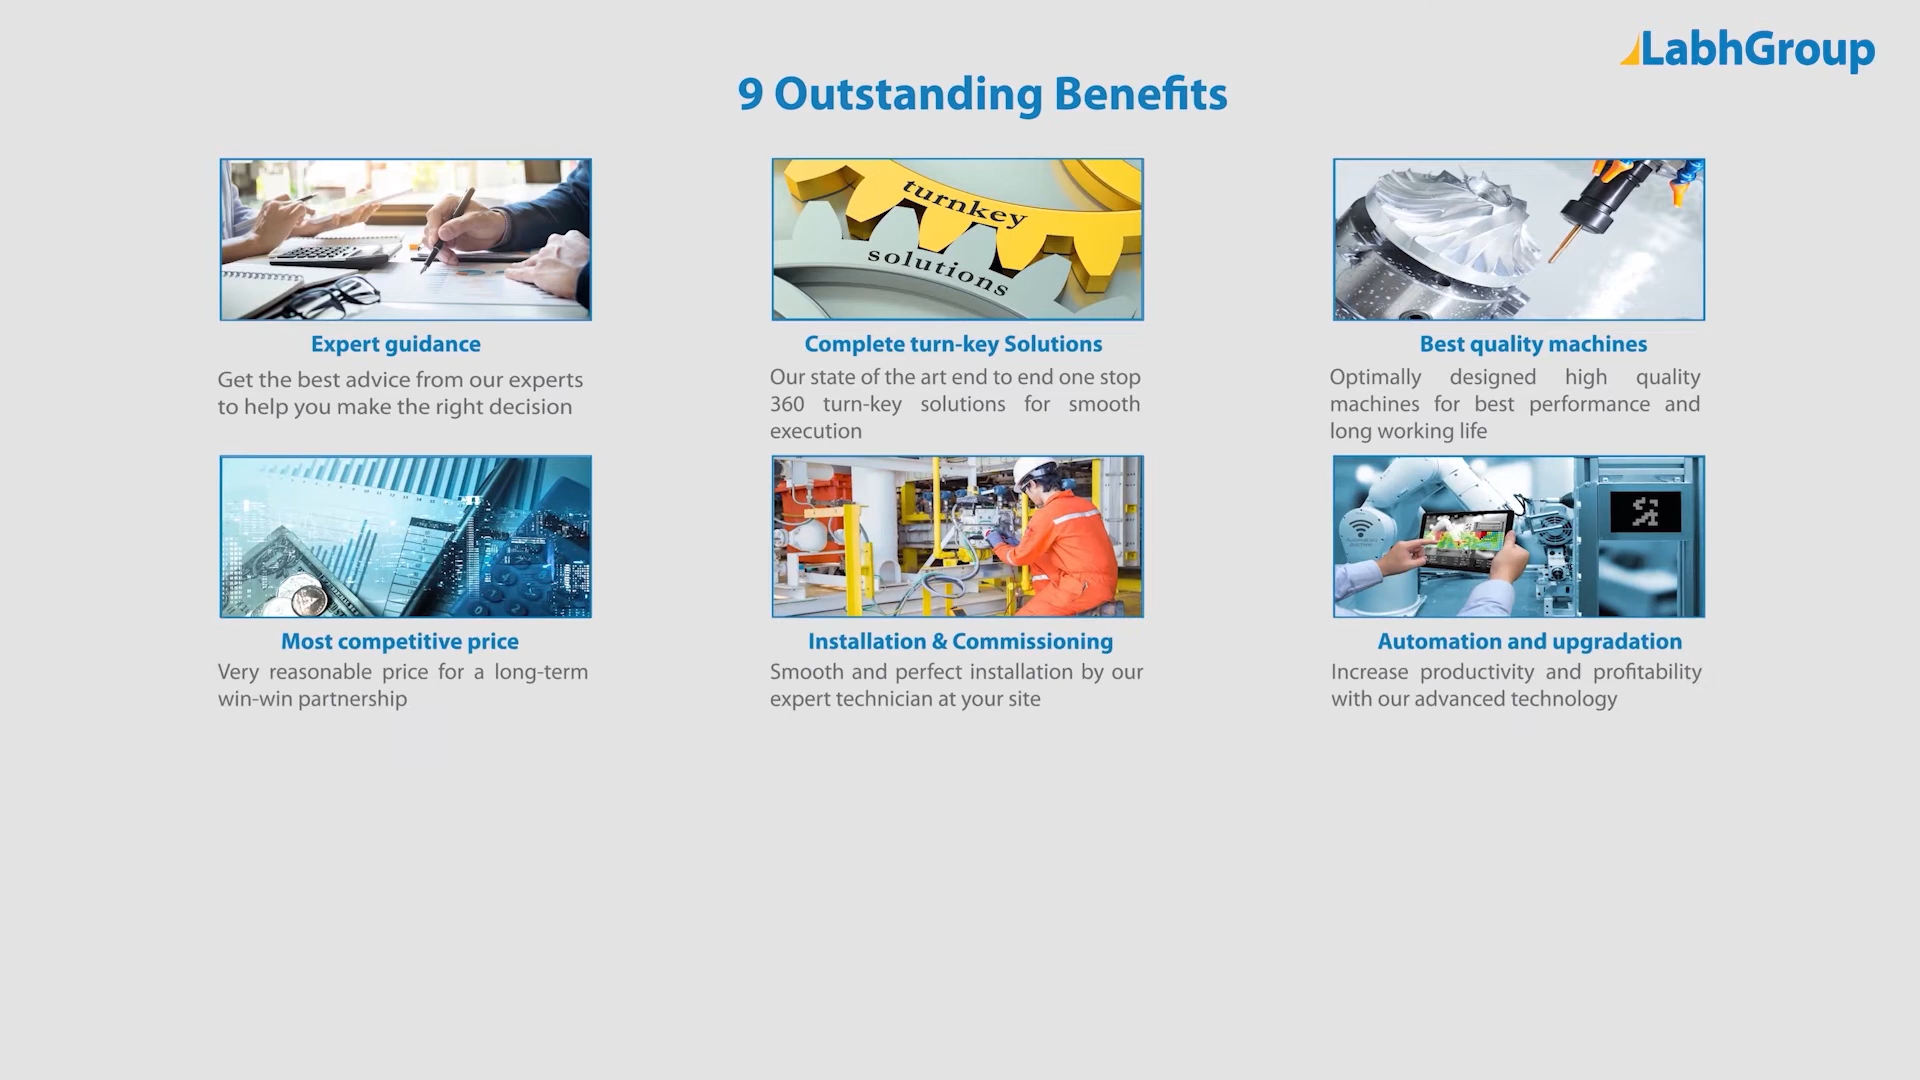 LabhGroup
9 Outstanding Benefits
turnkey
solutions
Expert guidance
Get the best advice from our experts
to help you make the right decision
Complete turn-key Solutions
Our state of the art end to end one stop
360 turn-key solutions for smooth
execution
Best quality machines
Optimally designed high quality
machines for best performance and
long working life
Most competitive price
Very reasonable price for a long-term
win-win partnership
Installation & Commissioning
Smooth and perfect installation by our
expert technician at your site
Automation and upgradation
Increase productivity and profitability
with our advanced technology